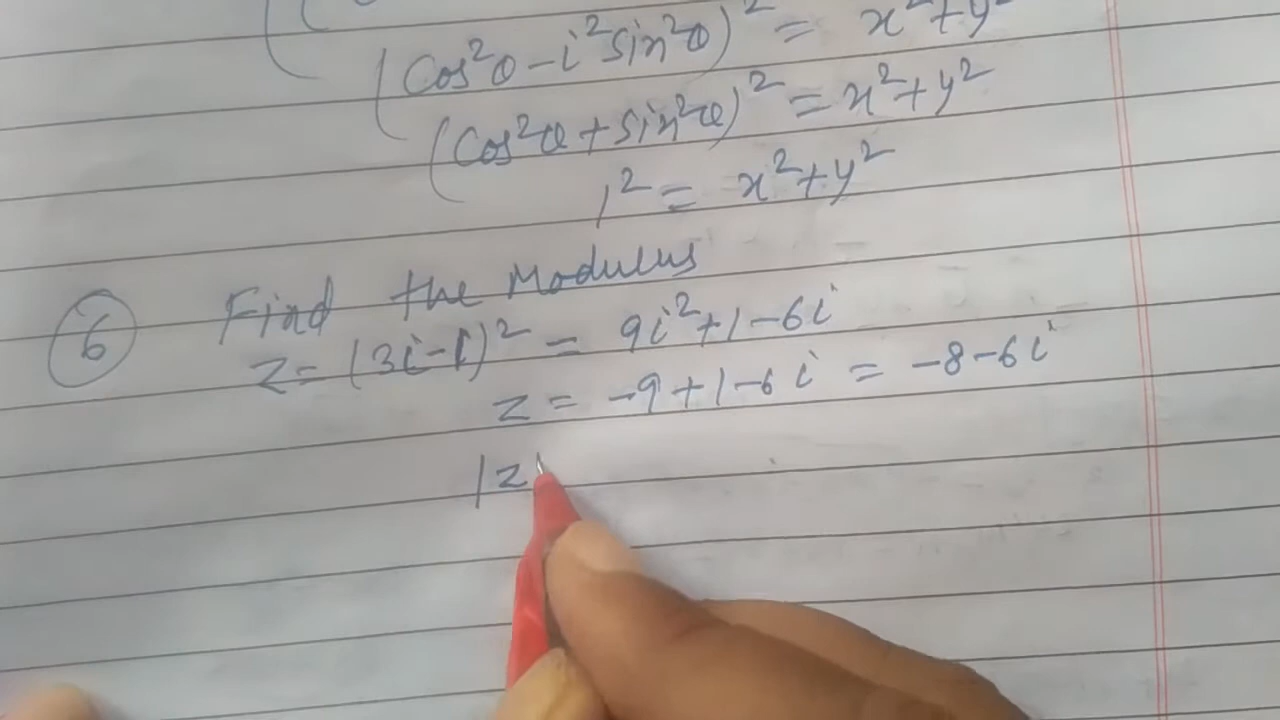 (Cos²θ - i²Sin²θ)² = x² + y²
(Cos²θ + Sin²θ)² = x² + y²
1² = x² + y²
6 Find the Modulus
z = (3i - 1)² = 9i² + 1 - 6i
z = -9 + 1 - 6i = -8 - 6i
|z|